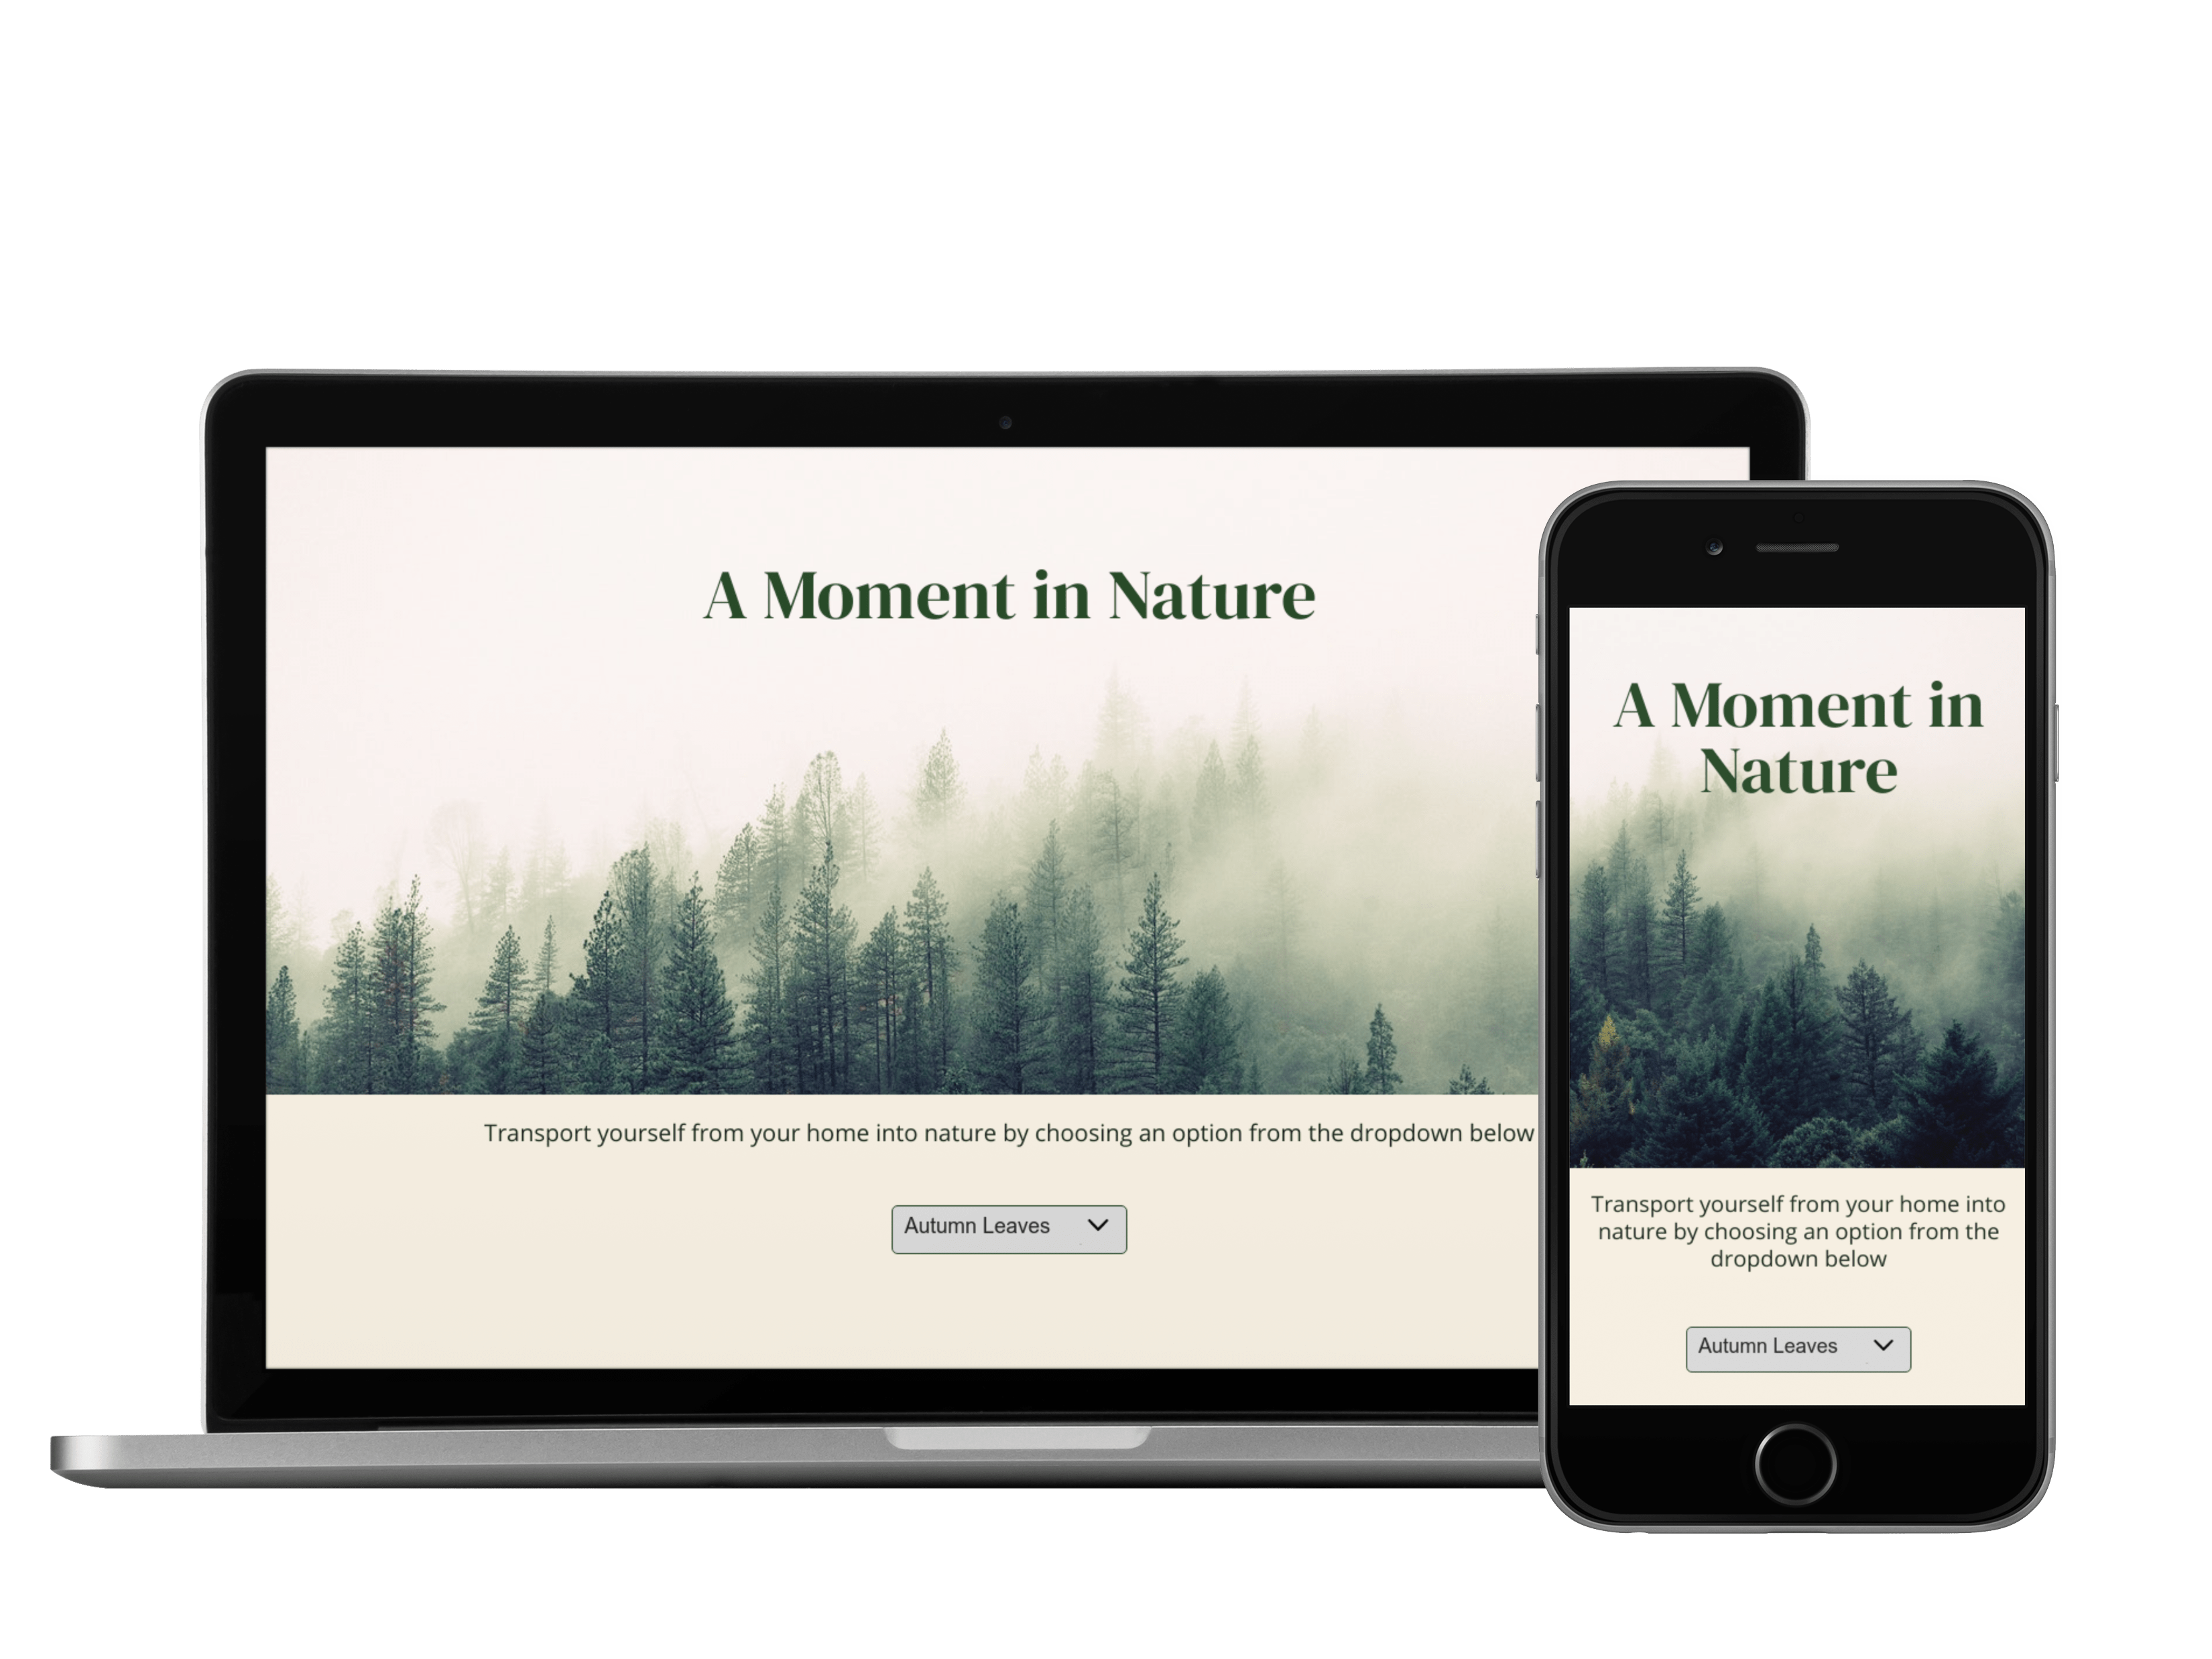 A Moment in Nature
Transport yourself from your home into nature by choosing an option from the dropdown below
Autumn Leaves
A Moment in
Nature
Transport yourself from your home into
nature by choosing an option from the
dropdown below
Autumn Leaves